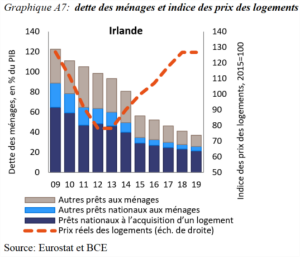 Graphique A7: dette des ménages et indice des prix des logements
Irlande
Dette des ménages, en % du PIB
140
120
100
80
60
40
20
0
130
120
110
100
90
80
70
60
50
40
Indice des prix des logements, 2015=100
09 10 11 12 13 14 15 16 17 18 19
Autres prêts aux ménages
Autres prêts nationaux aux ménages
Prêts nationaux à l'acquisition d'un logement
Prix réels des logements (éch. de droite)
Source: Eurostat et BCE